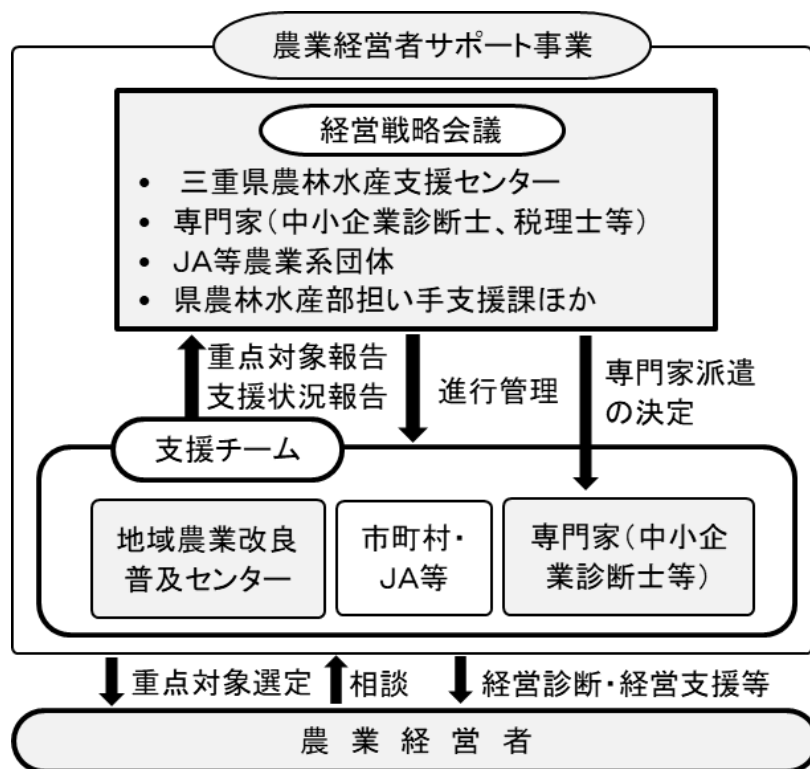 農業経営者サポート事業
経営戦略会議
• 三重県農林水産支援センター
• 専門家(中小企業診断士、税理士等)
• JA等農業系団体
• 県農林水産部担い手支援課ほか
重点対象報告
支援状況報告
進行管理
専門家派遣
の決定
支援チーム
地域農業改良
普及センター
市町村・
JA等
専門家(中小企
業診断士等)
重点対象選定
相談
経営診断・経営支援等
農 業 経 営 者